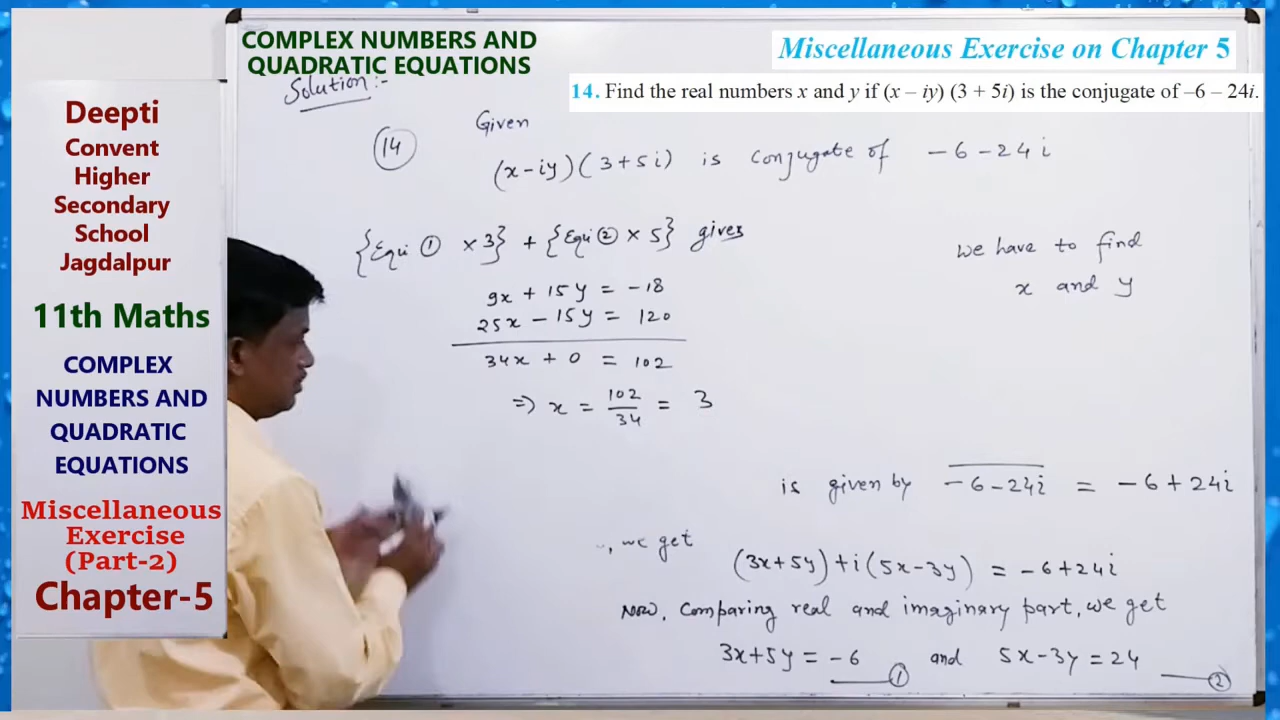 COMPLEX NUMBERS AND
QUADRATIC EQUATIONS
Miscellaneous Exercise on Chapter 5
14. Find the real numbers x and y if (x – iy) (3 + 5i) is the conjugate of –6 – 24i.
Deepti
Convent
Higher
Secondary
School
Jagdalpur
11th Maths
COMPLEX
NUMBERS AND
QUADRATIC
EQUATIONS
Miscellaneous
Exercise
(Part-2)
Chapter-5
Solution :-
14
Given
(x-iy)(3+5i) is conjugate of -6-24i
{Equi ① ×3} + {Equi ② × 5} gives
9x + 15y = -18
25x - 15y = 120
34x + 0 = 102
⇒ x = 102/34 = 3
we have to find
x and y
is given by \overline{-6-24i} = -6+24i
, we get
(3x+5y)+i(5x-3y) = -6+24i
Now, Comparing real and imaginary part, we get
3x+5y = -6 ① and 5x-3y = 24 ②